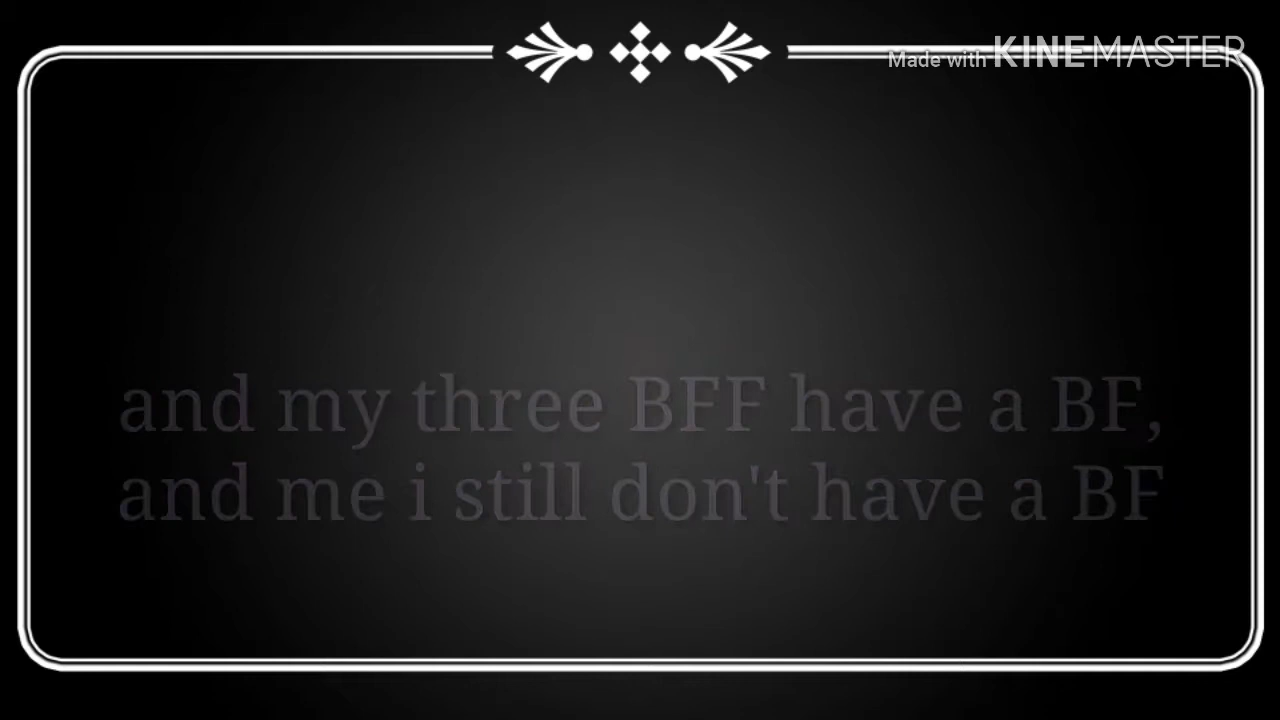 Made with KINEMASTER
and my three BFF have a BF,
and me i still don't have a BF